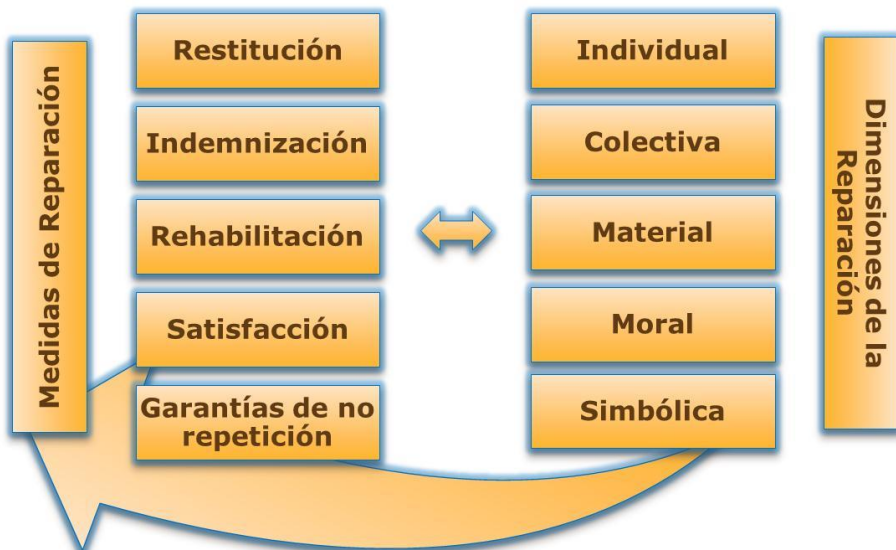 Medidas de Reparación
Restitución
Indemnización
Rehabilitación
Satisfacción
Garantías de no
repetición
Individual
Colectiva
Material
Moral
Simbólica
Dimensiones de la
Reparación